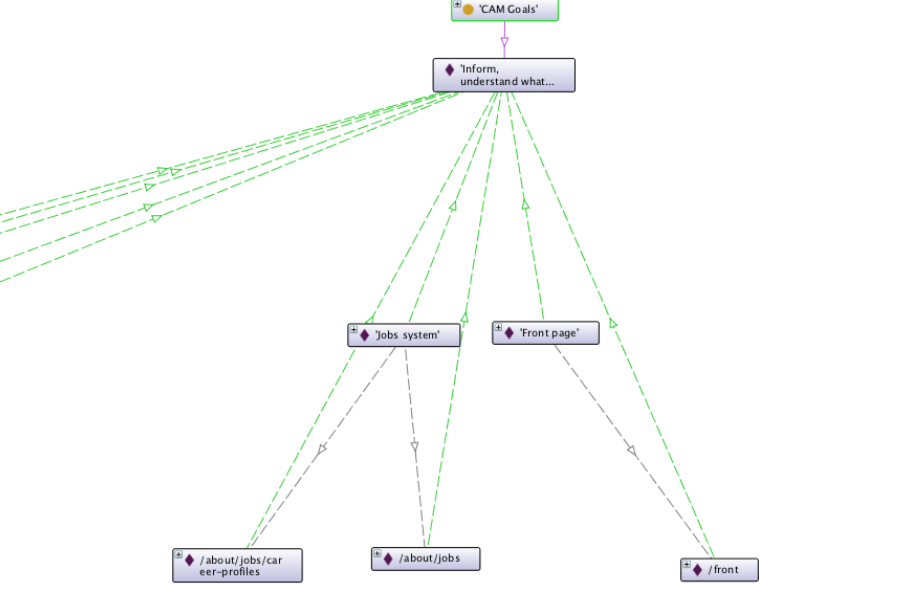 'CAM Goals'
'Inform,
understand what...
'Jobs system'
'Front page'
/about/jobs/car
eer-profiles
/about/jobs
/front